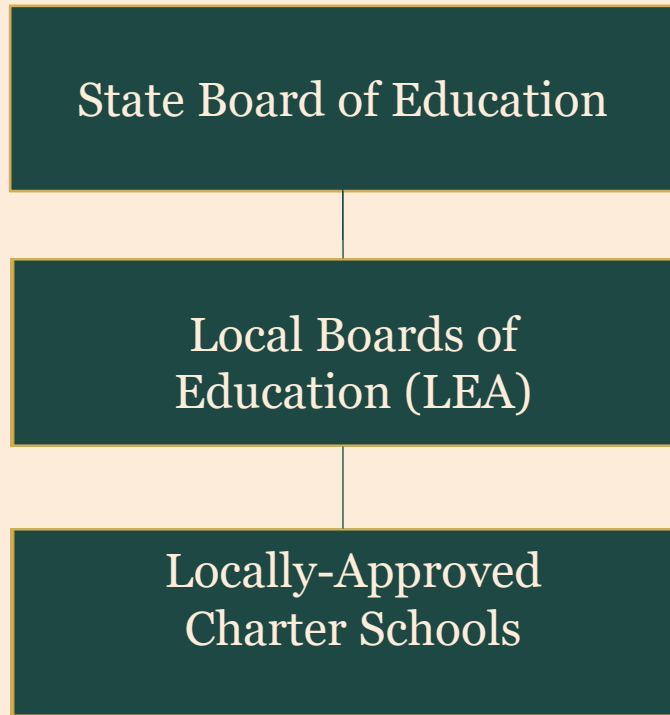 State Board of Education
Local Boards of
Education (LEA)
Locally-Approved
Charter Schools